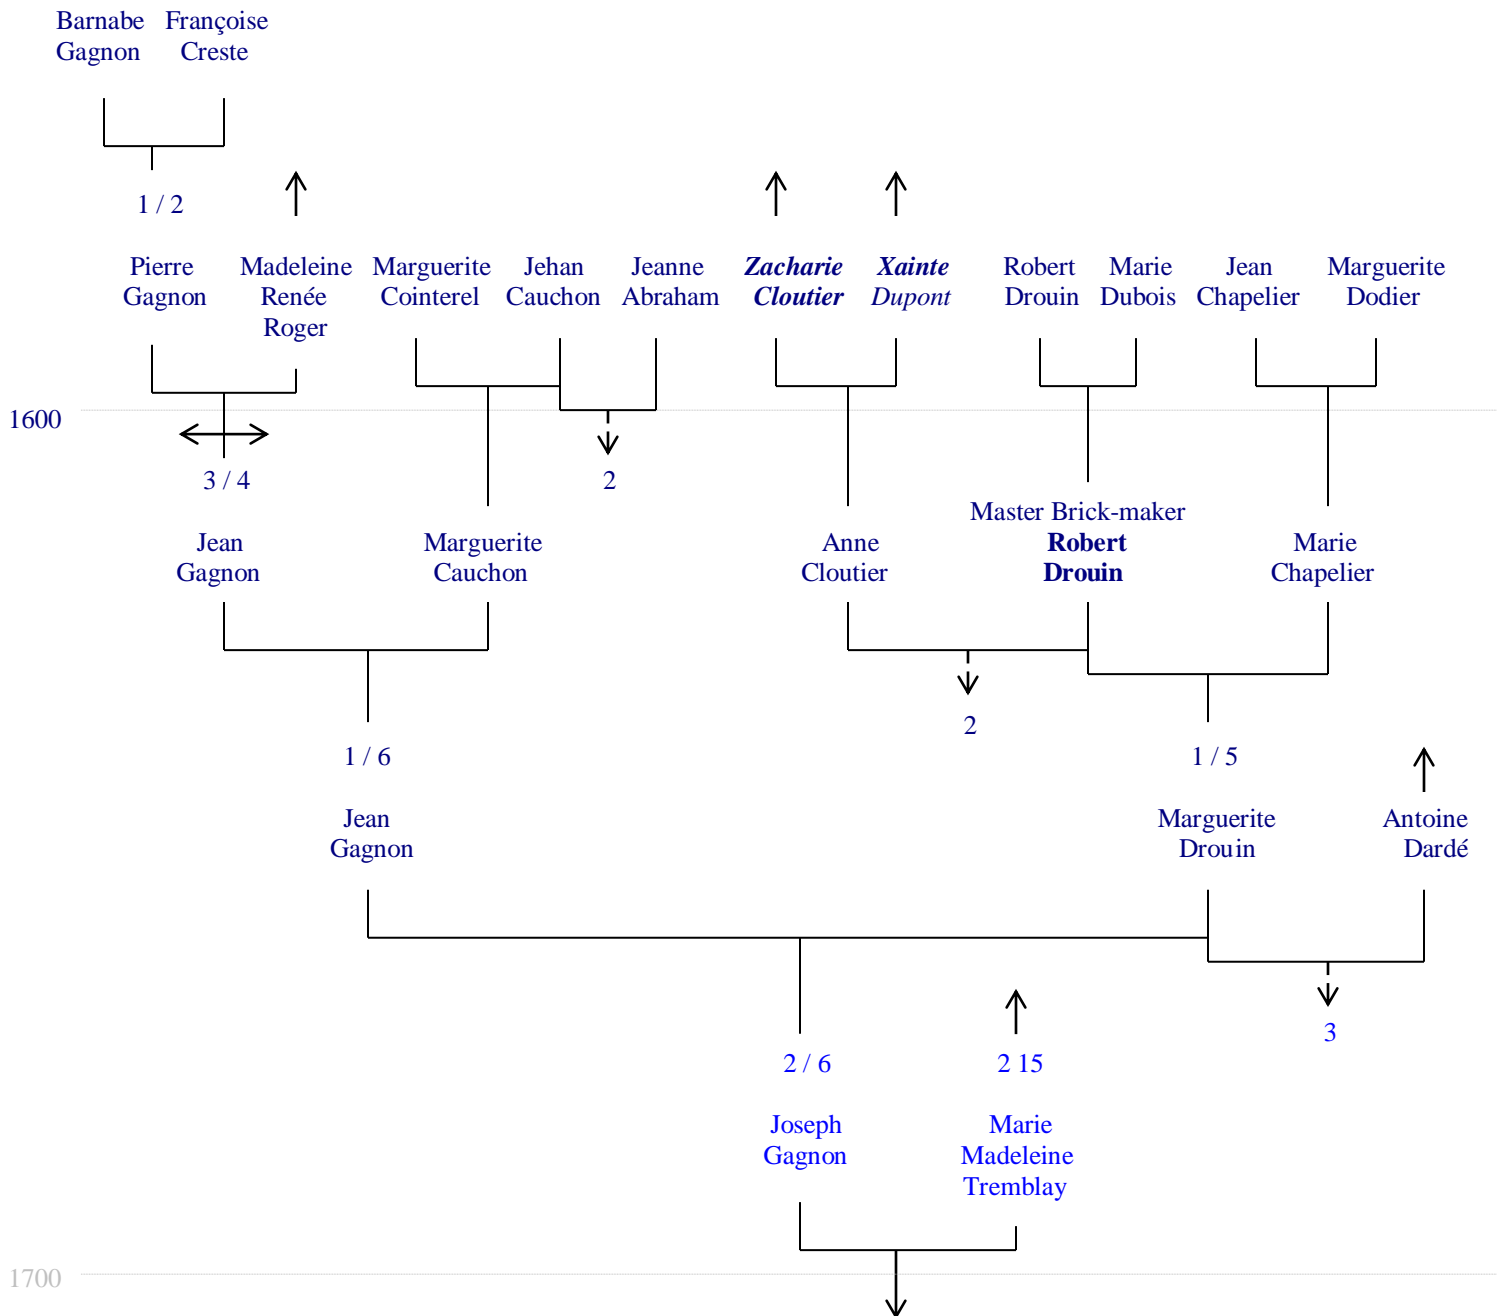 Barnabe Françoise
Gagnon Creste
1 / 2
Pierre Madeleine Marguerite Jehan Jeanne Zacharie Xainte Robert Marie Jean Marguerite
Gagnon Renée Cointerel Cauchon Abraham Cloutier Dupont Drouin Dubois Chapelier Dodier
Roger
1600
3 / 4 2
Master Brick-maker
Jean Marguerite Anne Robert Marie
Gagnon Cauchon Cloutier Drouin Chapelier
2
1 / 6 1 / 5
Jean Marguerite Antoine
Gagnon Drouin Dardé
3
2 / 6 2 15
Joseph Marie
Gagnon Madeleine
Tremblay
1700